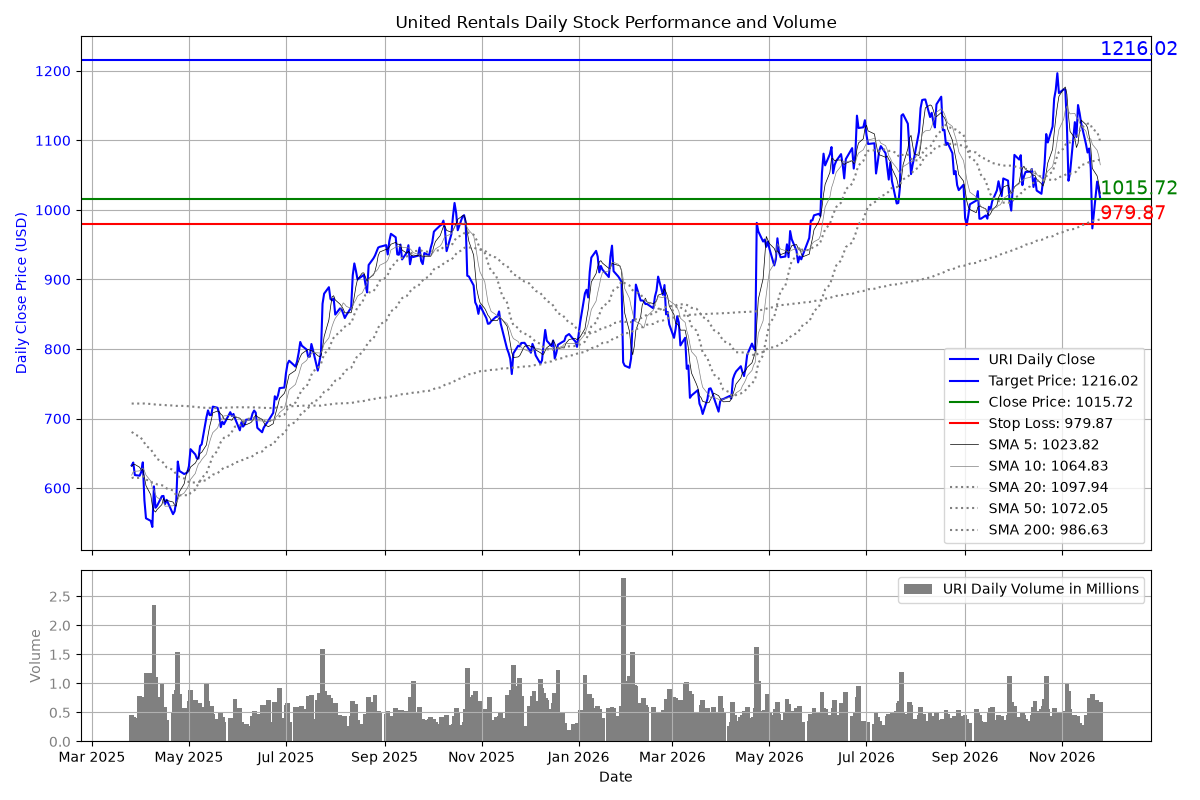 United Rentals Daily Stock Performance and Volume
1216.02
1015.72
979.87
Daily Close Price (USD)
1200
1100
1000
900
800
700
600
URI Daily Close
Target Price: 1216.02
Close Price: 1015.72
Stop Loss: 979.87
SMA 5: 1023.82
SMA 10: 1064.83
SMA 20: 1097.94
SMA 50: 1072.05
SMA 200: 986.63
Volume
2.5
2.0
1.5
1.0
0.5
0.0
URI Daily Volume in Millions
Mar 2025
May 2025
Jul 2025
Sep 2025
Nov 2025
Jan 2026
Mar 2026
May 2026
Jul 2026
Sep 2026
Nov 2026
Date